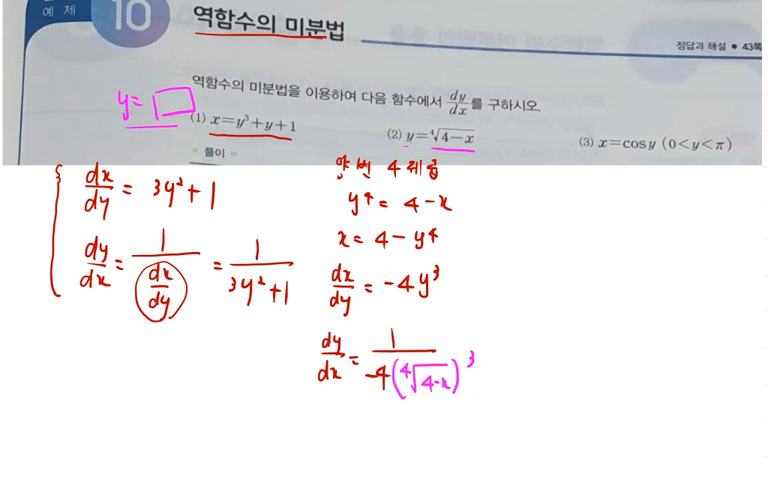 예제 10 역함수의 미분법
정답과 해설 • 43쪽
역함수의 미분법을 이용하여 다음 함수에서 dy/dx를 구하시오.
y= □
(1) x=y³+y+1 (2) y=⁴√(4-x) (3) x=cos y (0<y<π)
• 풀이 •
dx/dy = 3y²+1
dy/dx = 1/(dx/dy) = 1/(3y²+1)
양변 4제곱
y⁴ = 4-x
x = 4-y⁴
dx/dy = -4y³
dy/dx = 1/(-4(⁴√(4-x))³)